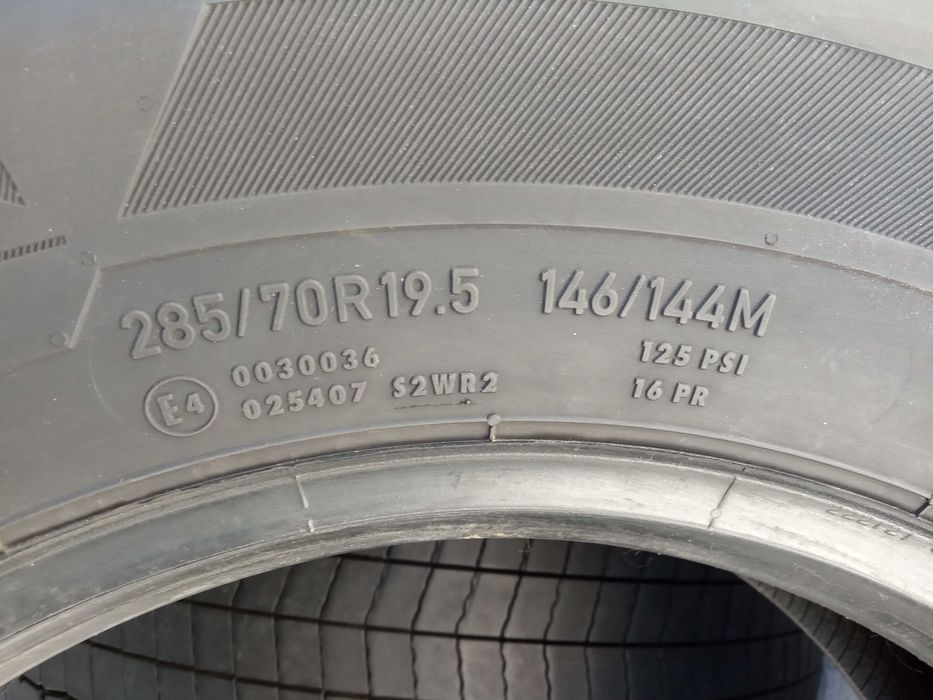 285/70R19.5 146/144M
0030036 125 PSI
E4 025407 S2WR2 16 PR